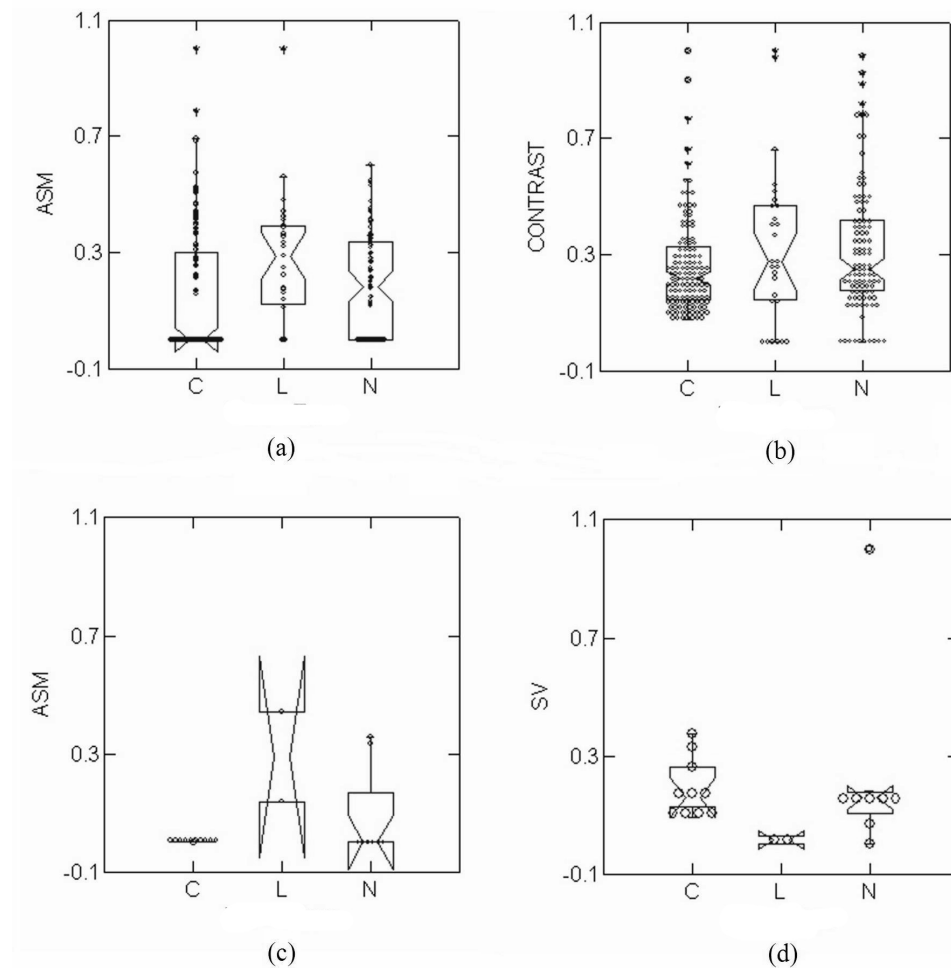 1.1
0.7
0.3
-0.1
ASM
C L N
(a)
1.1
0.7
0.3
-0.1
CONTRAST
C L N
(b)
1.1
0.7
0.3
-0.1
ASM
C L N
(c)
1.1
0.7
0.3
-0.1
SV
C L N
(d)